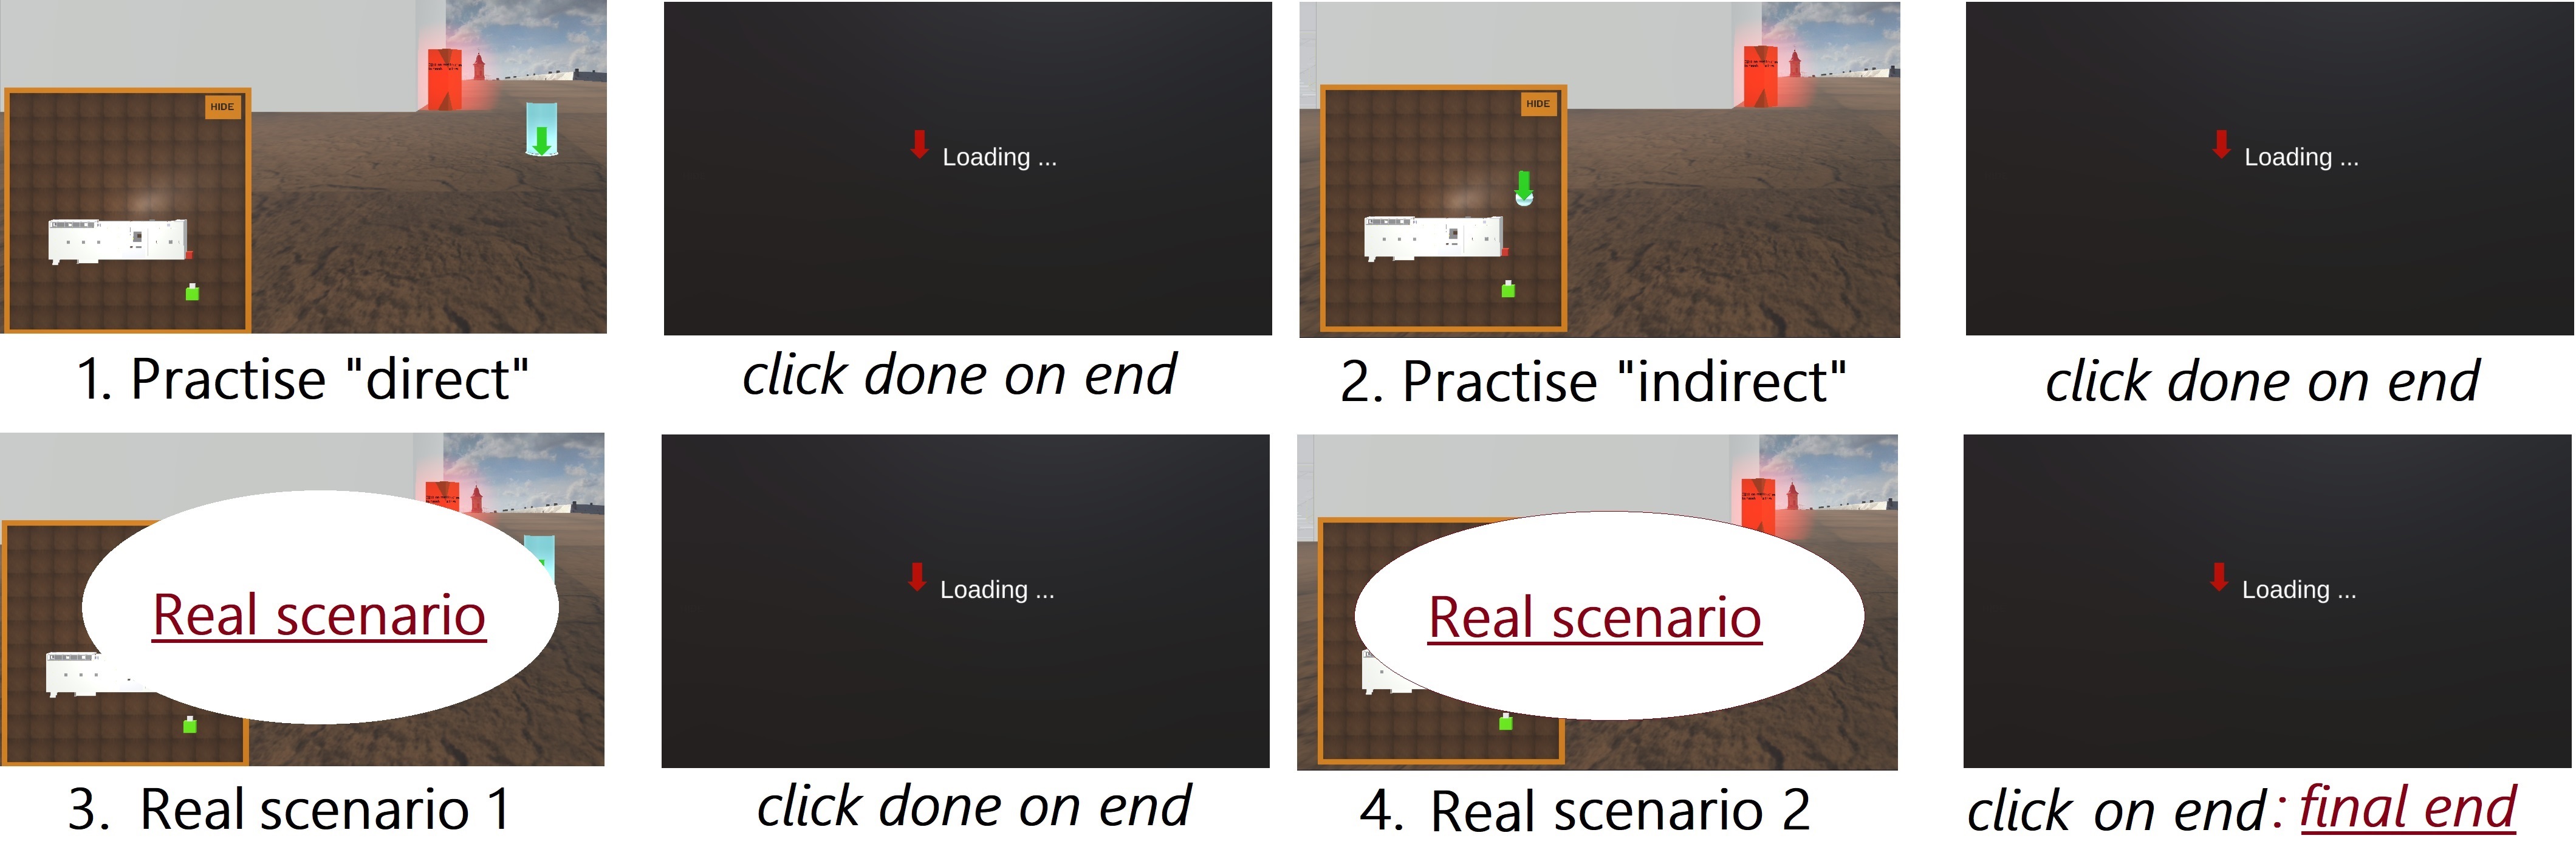 HIDE
Loading ...
HIDE
Loading ...
1. Practise "direct"
click done on end
2. Practise "indirect"
click done on end
Real scenario
Loading ...
Real scenario
Loading ...
3. Real scenario 1
click done on end
4. Real scenario 2
click on end: final end